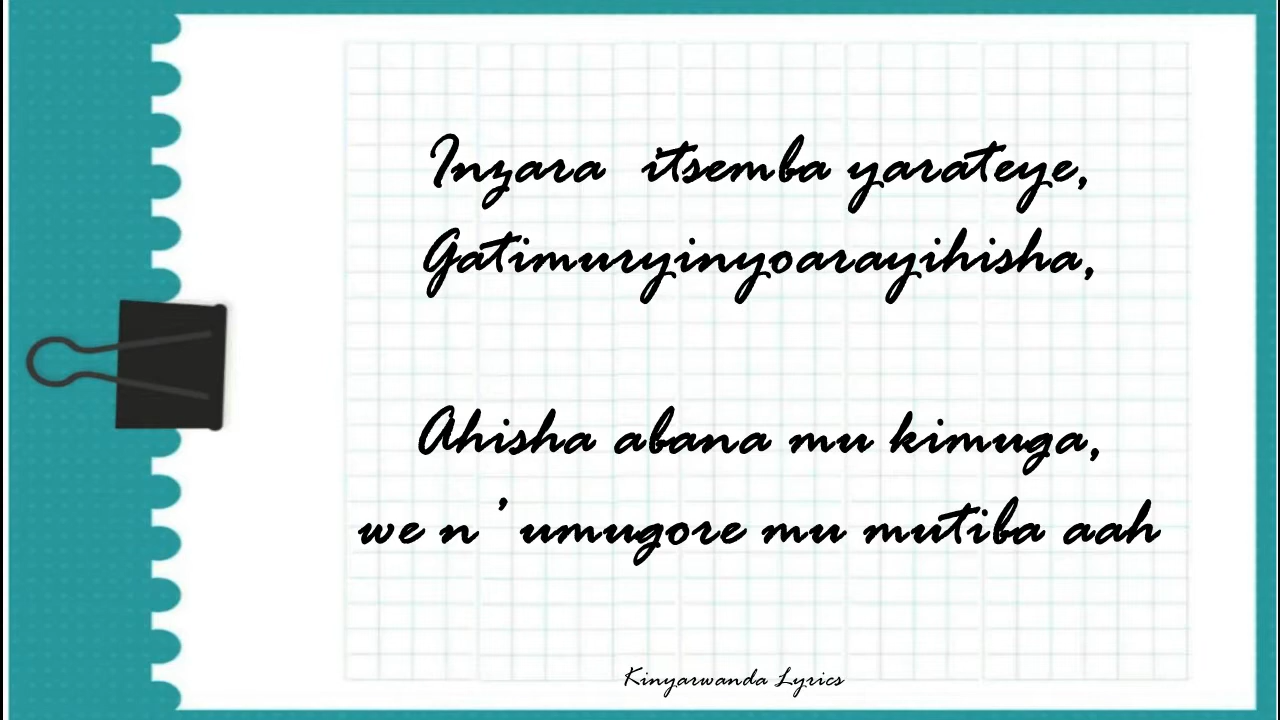 Inzara itsemba yarateye,
Gatimuryinyoarayihisha,
Ahisha abana mu kimuga,
we n'umugore mu mutiba aah
Kinyarwanda Lyrics